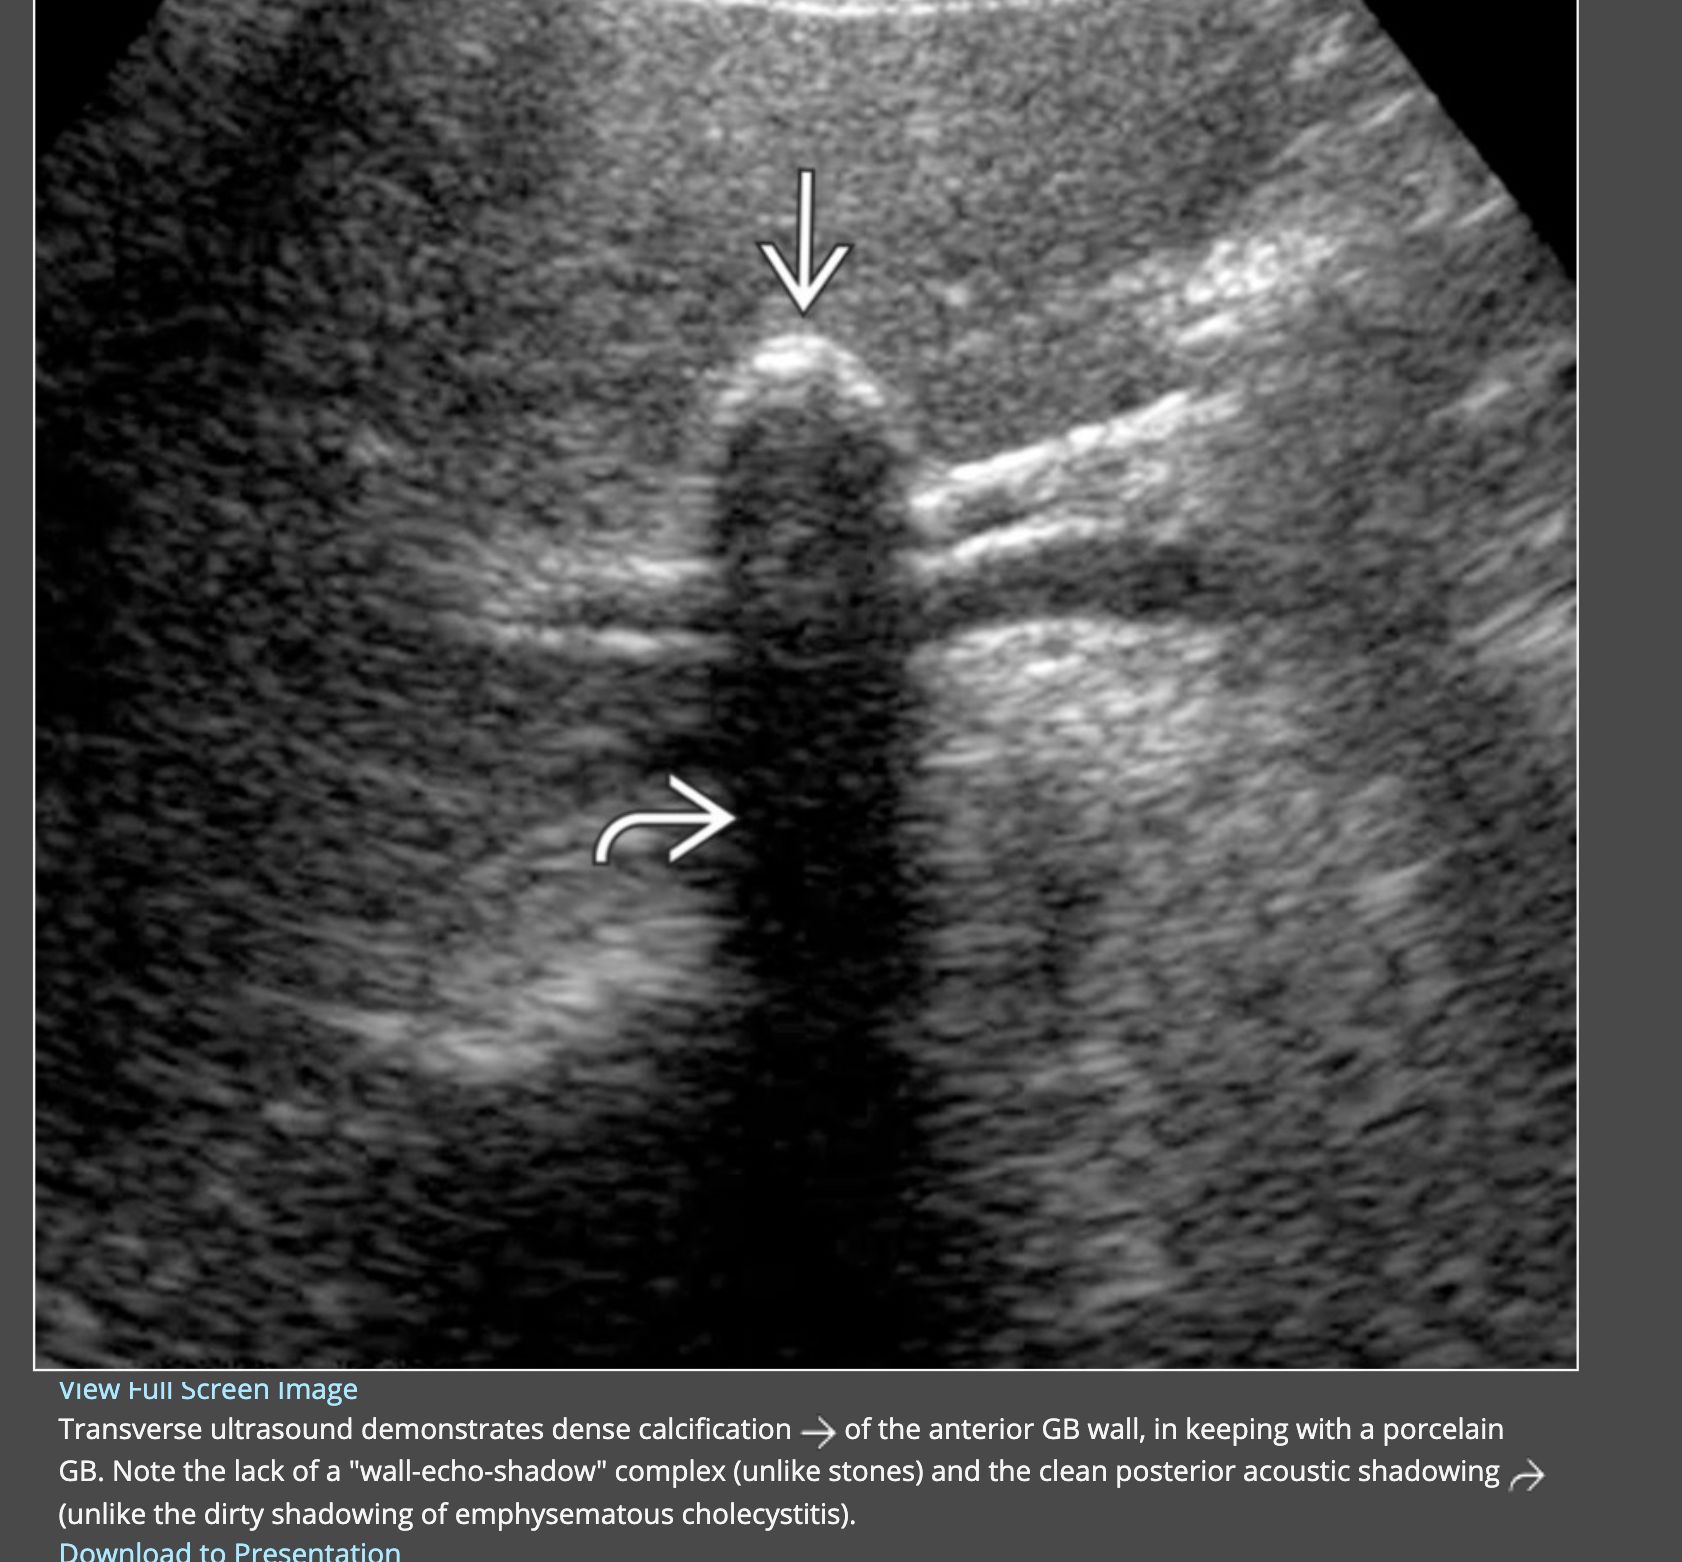 View Full Screen Image
Transverse ultrasound demonstrates dense calcification → of the anterior GB wall, in keeping with a porcelain
GB. Note the lack of a "wall-echo-shadow" complex (unlike stones) and the clean posterior acoustic shadowing ↷
(unlike the dirty shadowing of emphysematous cholecystitis).
Download to Presentation